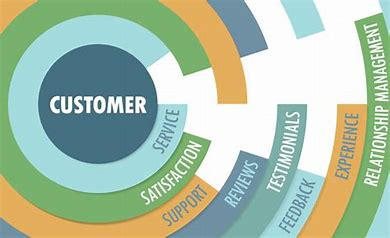 CUSTOMER
SERVICE
SATISFACTION
SUPPORT
REVIEWS
TESTIMONIALS
FEEDBACK
EXPERIENCE
RELATIONSHIP MANAGEMENT